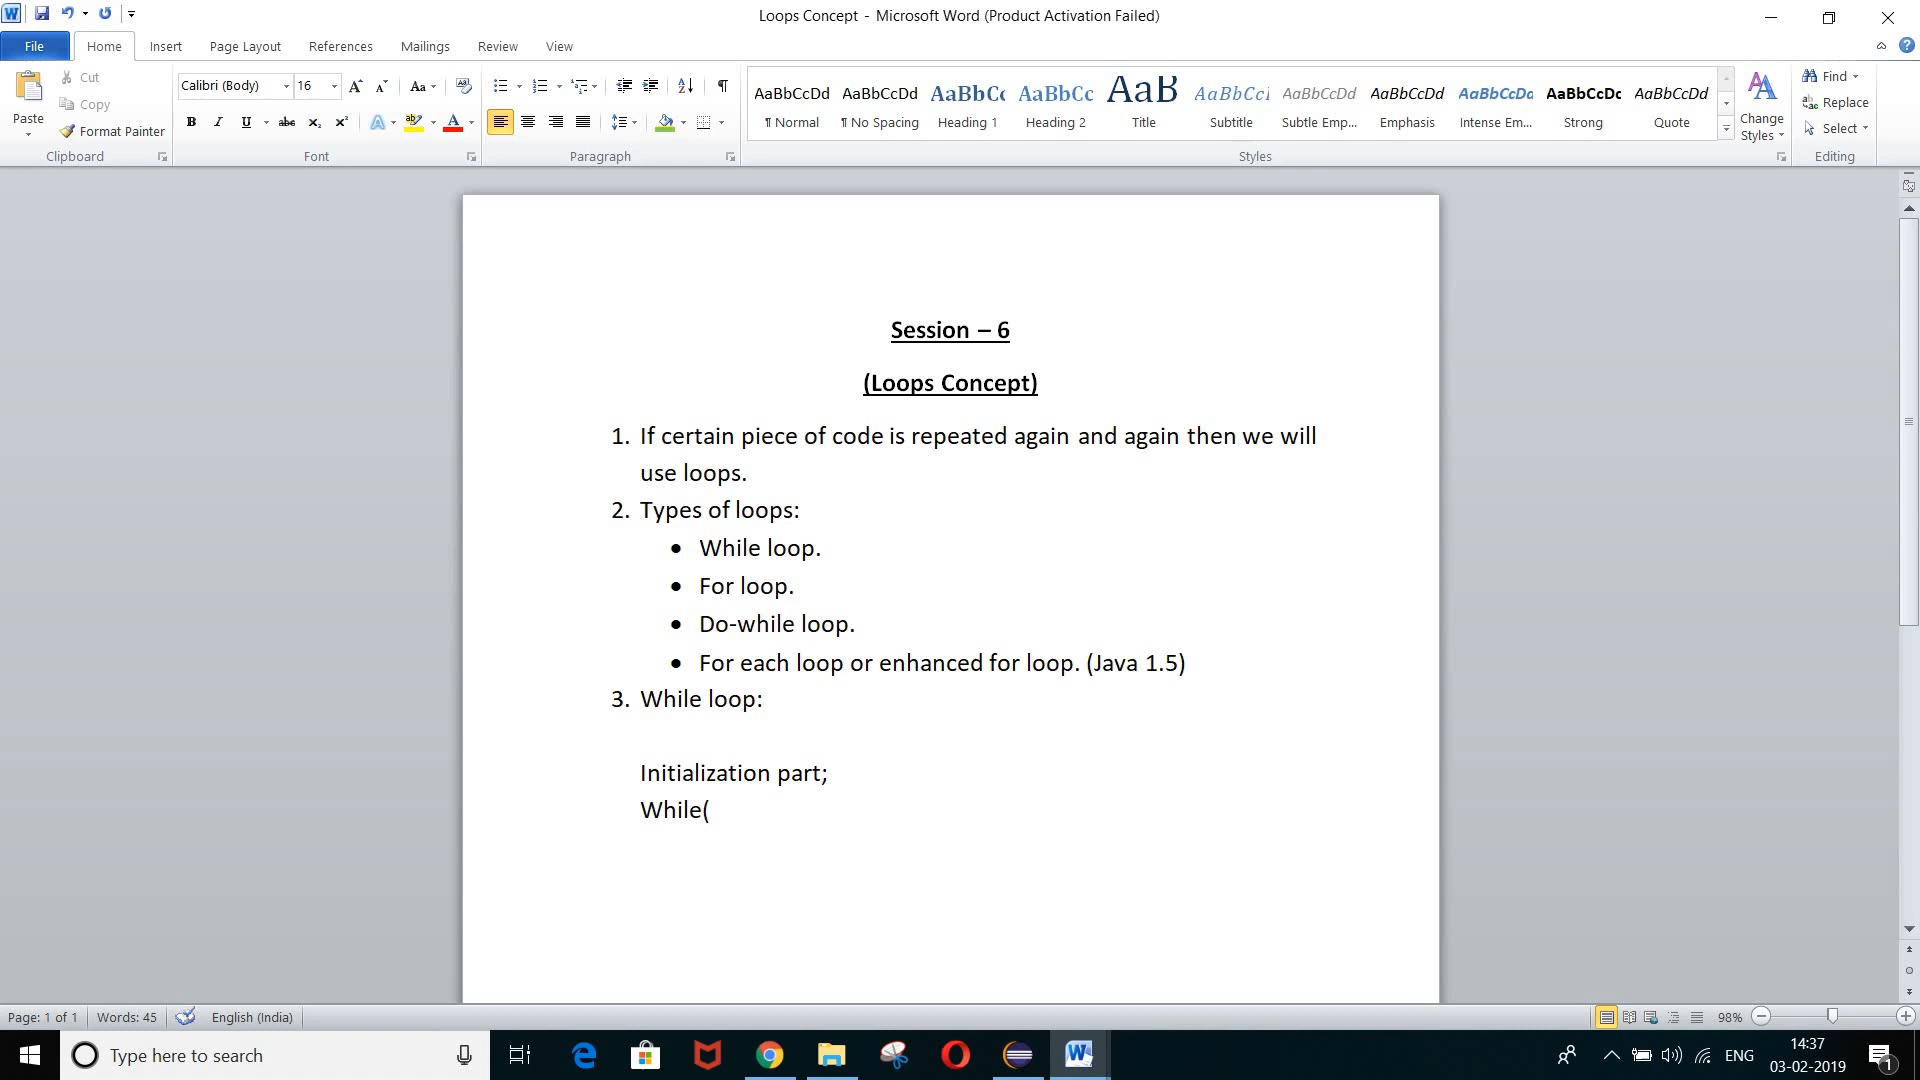 Loops Concept - Microsoft Word (Product Activation Failed)
File Home Insert Page Layout References Mailings Review View
Paste
Cut
Copy
Format Painter
Clipboard
Calibri (Body) 16
Font
Paragraph
AaBbCcDd AaBbCcDd AaBbCc AaBbCc AaB AaBbCcl AaBbCcDd AaBbCcDd AaBbCcDd AaBbCcDc AaBbCcDd
¶ Normal ¶ No Spacing Heading 1 Heading 2 Title Subtitle Subtle Emp... Emphasis Intense Em... Strong Quote
Styles
Change
Styles
Find
Replace
Select
Editing
Session – 6
(Loops Concept)
1. If certain piece of code is repeated again and again then we will
use loops.
2. Types of loops:
• While loop.
• For loop.
• Do-while loop.
• For each loop or enhanced for loop. (Java 1.5)
3. While loop:
Initialization part;
While(
Page: 1 of 1 Words: 45 English (India) 98%
Type here to search
ENG
14:37
03-02-2019
1